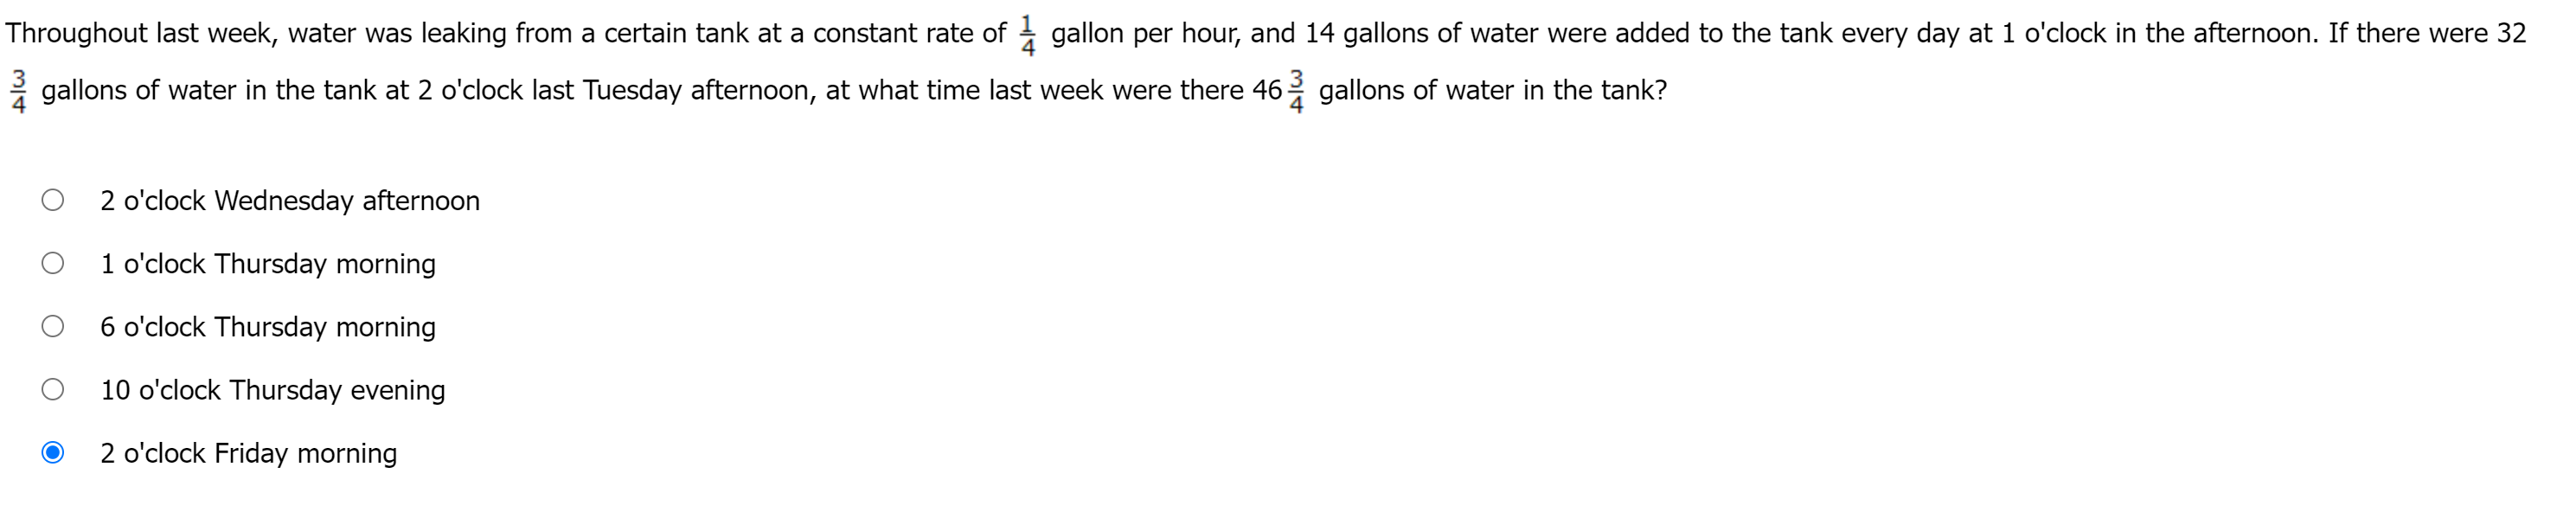 Throughout last week, water was leaking from a certain tank at a constant rate of 1/4 gallon per hour, and 14 gallons of water were added to the tank every day at 1 o'clock in the afternoon. If there were 32
3/4 gallons of water in the tank at 2 o'clock last Tuesday afternoon, at what time last week were there 46 3/4 gallons of water in the tank?
2 o'clock Wednesday afternoon
1 o'clock Thursday morning
6 o'clock Thursday morning
10 o'clock Thursday evening
2 o'clock Friday morning